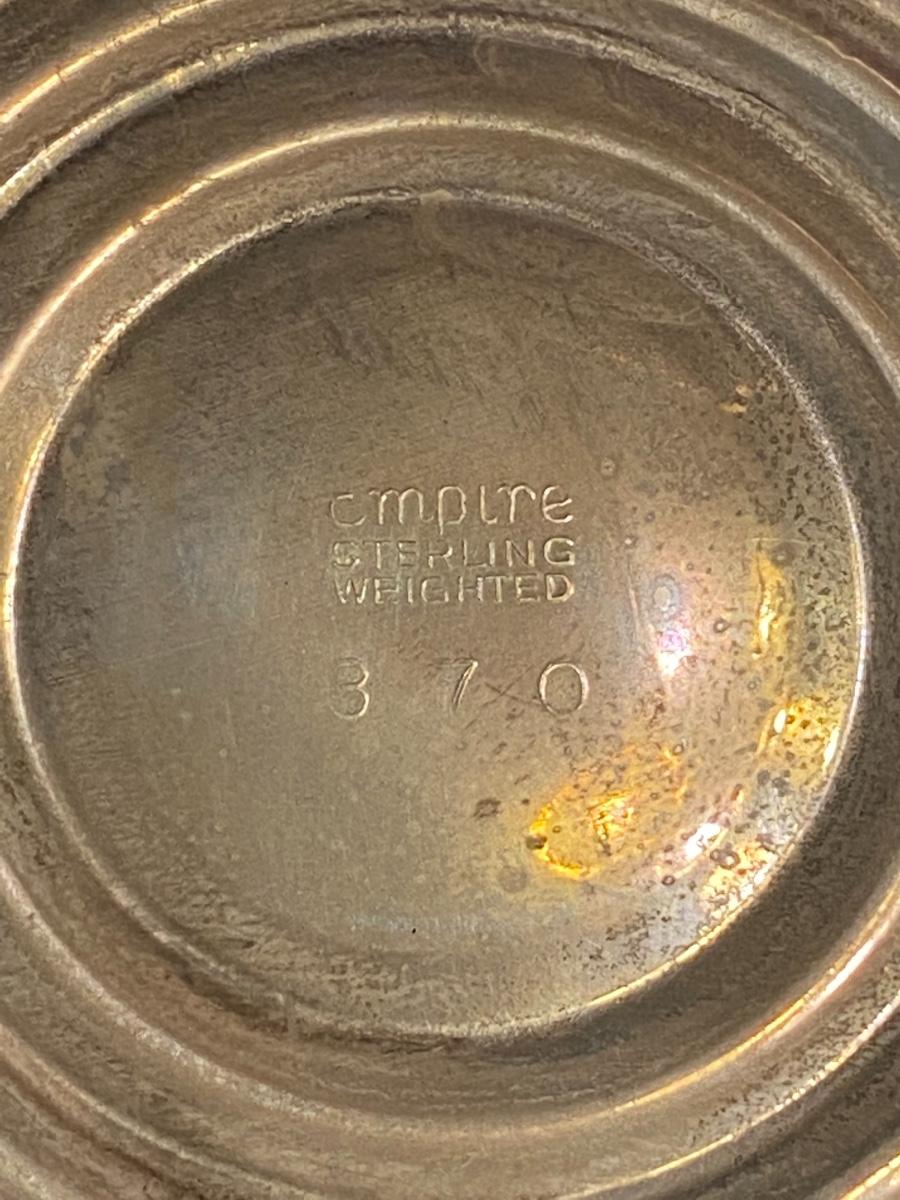 empire
STERLING
WEIGHTED
370